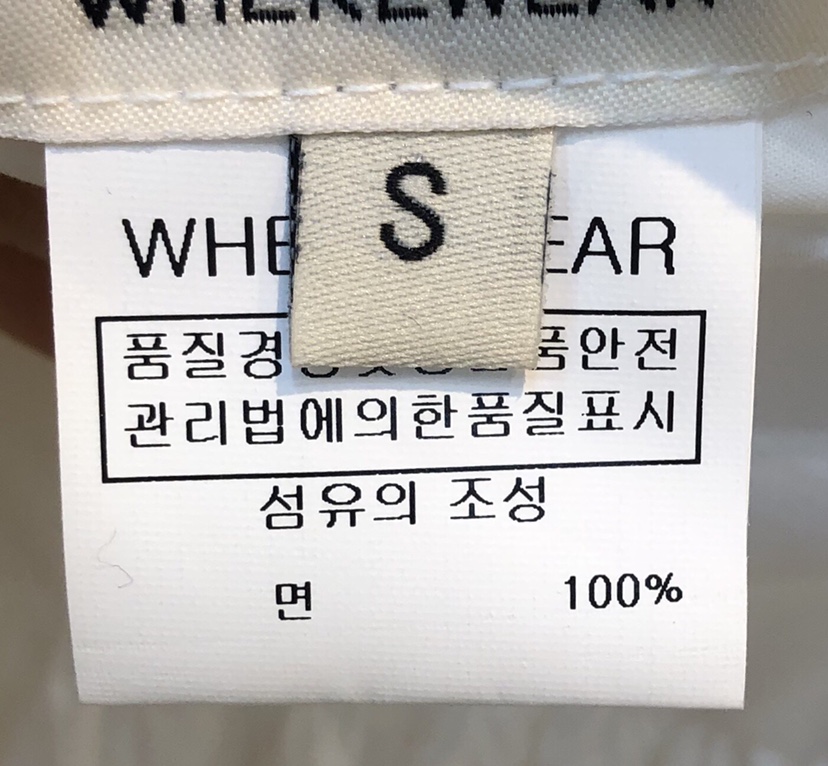 WHEREWEAR
S
WHE EAR
품질경 품안전
관리법에의한품질표시
섬유의 조성
면 100%